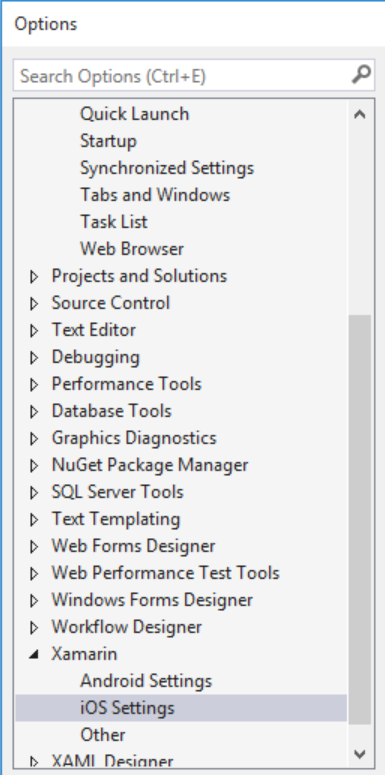 Options
Search Options (Ctrl+E)
Quick Launch
Startup
Synchronized Settings
Tabs and Windows
Task List
Web Browser
Projects and Solutions
Source Control
Text Editor
Debugging
Performance Tools
Database Tools
Graphics Diagnostics
NuGet Package Manager
SQL Server Tools
Text Templating
Web Forms Designer
Web Performance Test Tools
Windows Forms Designer
Workflow Designer
Xamarin
Android Settings
iOS Settings
Other
XAML Designer